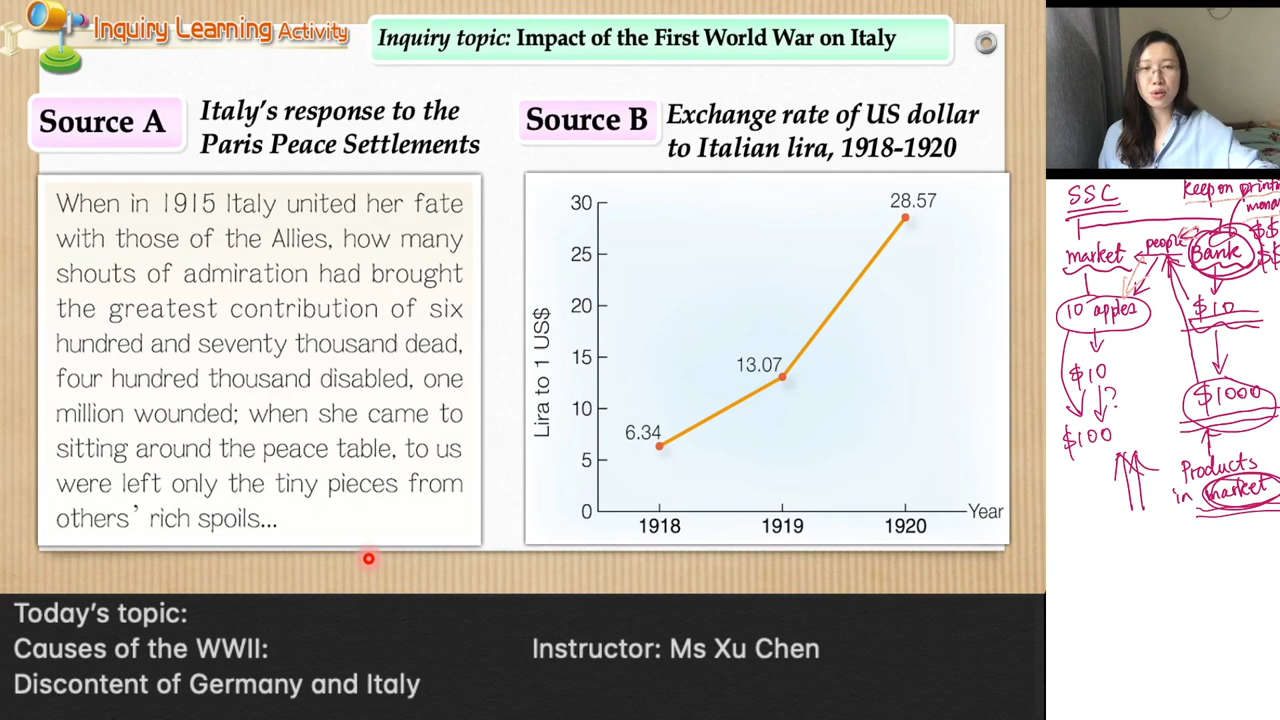 Inquiry Learning Activity
Inquiry topic: Impact of the First World War on Italy
Source A
Italy's response to the
Paris Peace Settlements
When in 1915 Italy united her fate
with those of the Allies, how many
shouts of admiration had brought
the greatest contribution of six
hundred and seventy thousand dead,
four hundred thousand disabled, one
million wounded; when she came to
sitting around the peace table, to us
were left only the tiny pieces from
others' rich spoils...
Source B
Exchange rate of US dollar
to Italian lira, 1918-1920
Lira to 1 US$
30
25
20
15
10
5
0
6.34
13.07
28.57
1918
1919
1920
Year
SSC
keep on
market
people
Bank
10 apples
$10
$10
?
$1000
$100
Products
in market
Today's topic:
Causes of the WWII:
Discontent of Germany and Italy
Instructor: Ms Xu Chen